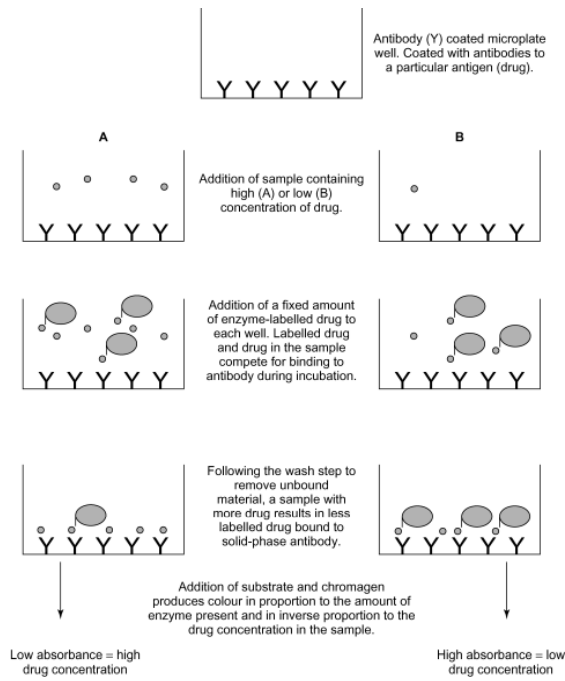 Antibody (Y) coated microplate
well. Coated with antibodies to
a particular antigen (drug).
Y Y Y Y Y
A
B
Addition of sample containing
high (A) or low (B)
concentration of drug.
Y Y Y Y Y
Y Y Y Y Y
Addition of a fixed amount
of enzyme-labelled drug to
each well. Labelled drug
and drug in the sample
compete for binding to
antibody during incubation.
Y Y Y Y Y
Y Y Y Y Y
Following the wash step to
remove unbound
material, a sample with
more drug results in less
labelled drug bound to
solid-phase antibody.
Y Y Y Y Y
Y Y Y Y Y
Addition of substrate and chromagen
produces colour in proportion to the amount of
enzyme present and in inverse proportion to the
drug concentration in the sample.
Low absorbance = high
drug concentration
High absorbance = low
drug concentration